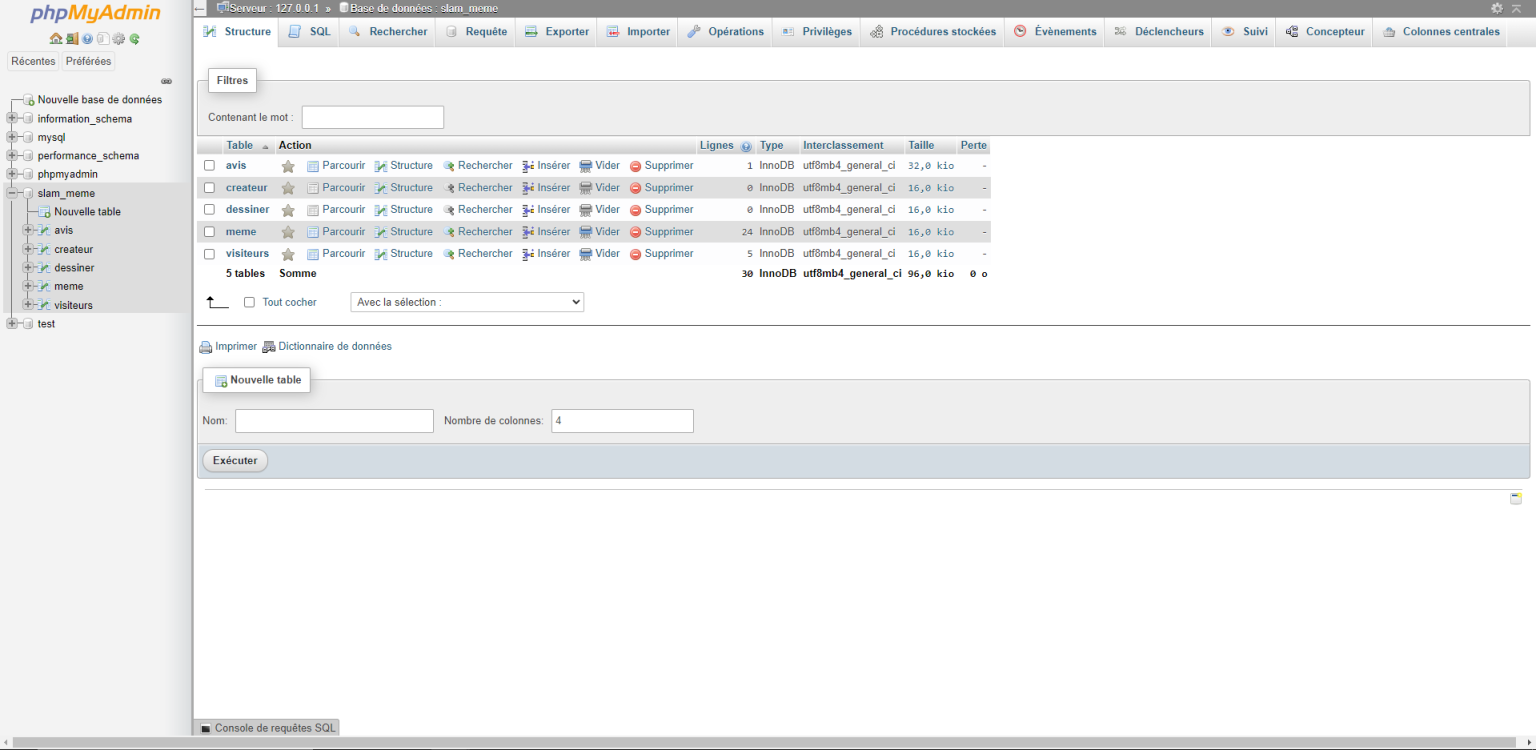 phpMyAdmin
Récentes Préférées
Nouvelle base de données
information_schema
mysql
performance_schema
phpmyadmin
slam_meme
Nouvelle table
avis
createur
dessiner
meme
visiteurs
test
Serveur : 127.0.0.1 » Base de données : slam_meme
Structure SQL Rechercher Requête Exporter Importer Opérations Privilèges Procédures stockées Évènements Déclencheurs Suivi Concepteur Colonnes centrales
Filtres
Contenant le mot :
Table Action Lignes Type Interclassement Taille Perte
avis Parcourir Structure Rechercher Insérer Vider Supprimer 1 InnoDB utf8mb4_general_ci 32,0 kio -
createur Parcourir Structure Rechercher Insérer Vider Supprimer 0 InnoDB utf8mb4_general_ci 16,0 kio -
dessiner Parcourir Structure Rechercher Insérer Vider Supprimer 0 InnoDB utf8mb4_general_ci 16,0 kio -
meme Parcourir Structure Rechercher Insérer Vider Supprimer 24 InnoDB utf8mb4_general_ci 16,0 kio -
visiteurs Parcourir Structure Rechercher Insérer Vider Supprimer 5 InnoDB utf8mb4_general_ci 16,0 kio -
5 tables Somme 30 InnoDB utf8mb4_general_ci 96,0 kio 0 o
Tout cocher Avec la sélection :
Imprimer Dictionnaire de données
Nouvelle table
Nom: Nombre de colonnes: 4
Exécuter
Console de requêtes SQL